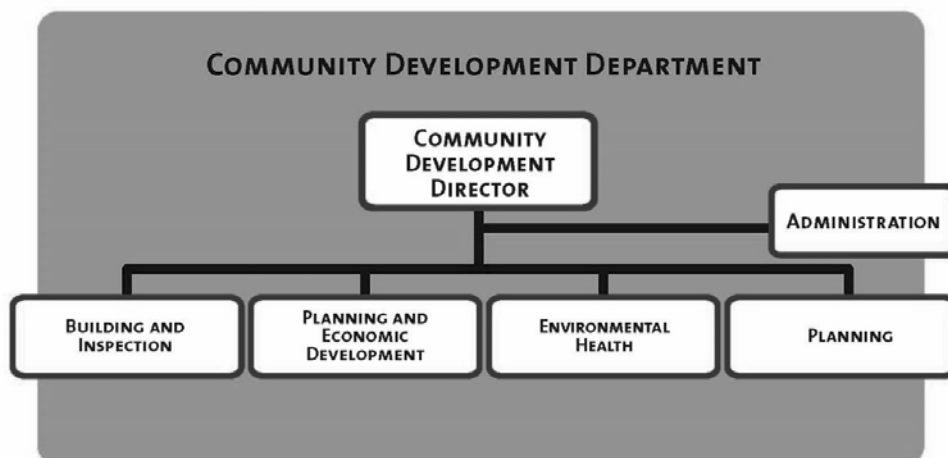 COMMUNITY DEVELOPMENT DEPARTMENT
COMMUNITY
DEVELOPMENT
DIRECTOR
ADMINISTRATION
BUILDING AND
INSPECTION
PLANNING AND
ECONOMIC
DEVELOPMENT
ENVIRONMENTAL
HEALTH
PLANNING